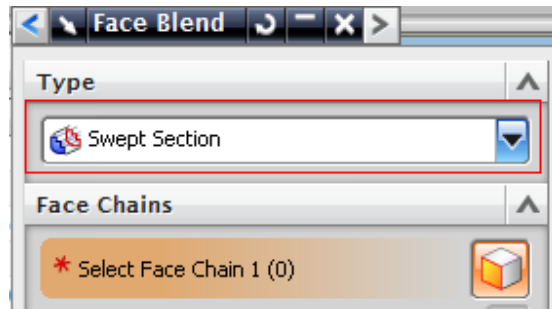 Face Blend
Type
Swept Section
Face Chains
* Select Face Chain 1 (0)